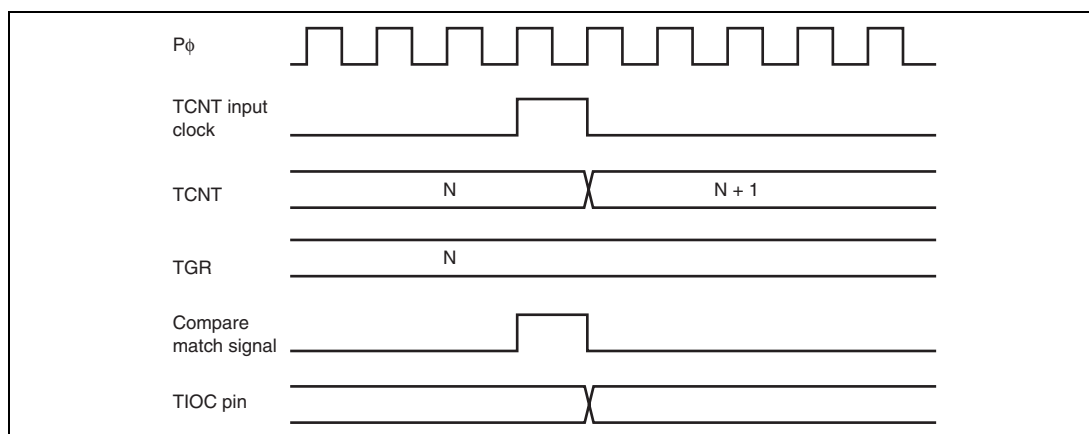 Pϕ
TCNT input
clock
TCNT
N
N + 1
TGR
N
Compare
match signal
TIOC pin